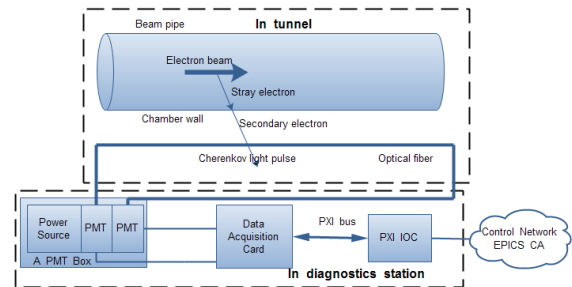 Beam pipe
In tunnel
Electron beam
Stray electron
Chamber wall
Secondary electron
Cherenkov light pulse
Optical fiber
Power
Source
PMT
PMT
A PMT Box
Data
Acquisition
Card
PXI bus
PXI IOC
Control Network
EPICS CA
In diagnostics station